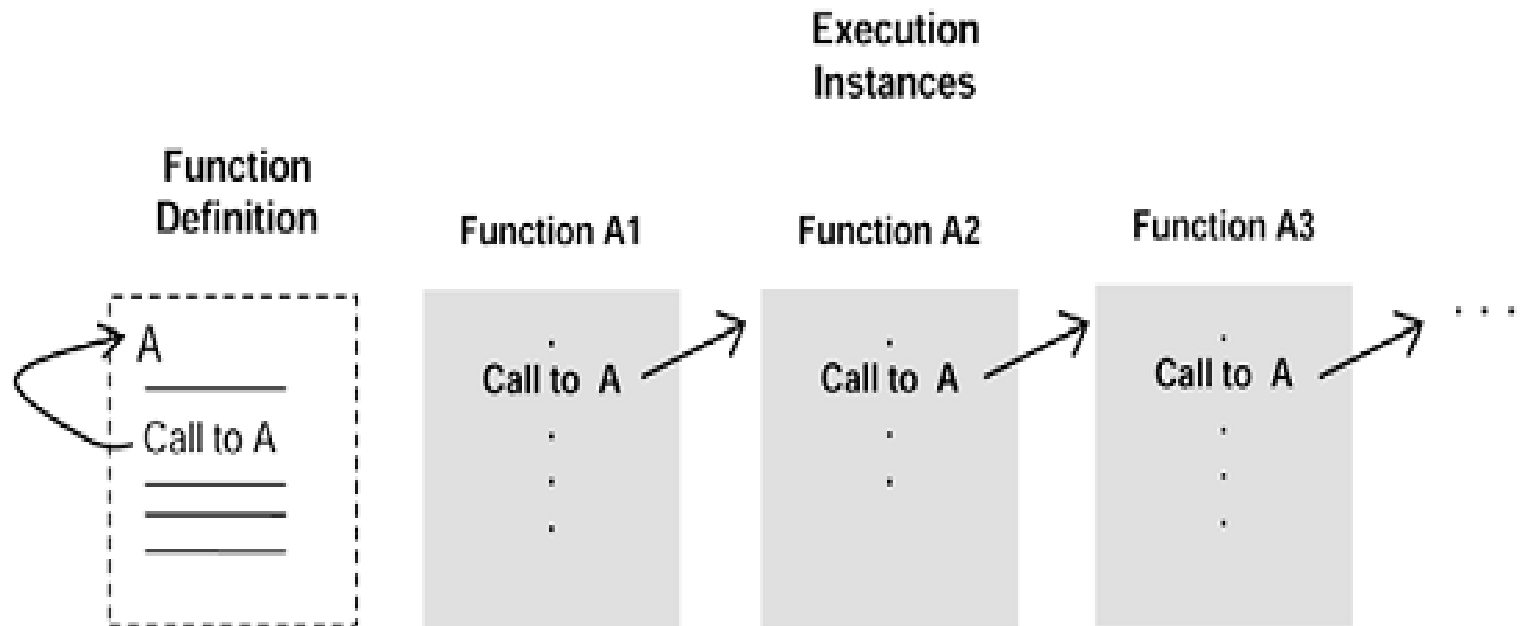 Execution
Instances
Function
Definition
Function A1
Function A2
Function A3
A
Call to A
Call to A
Call to A
Call to A
. . .